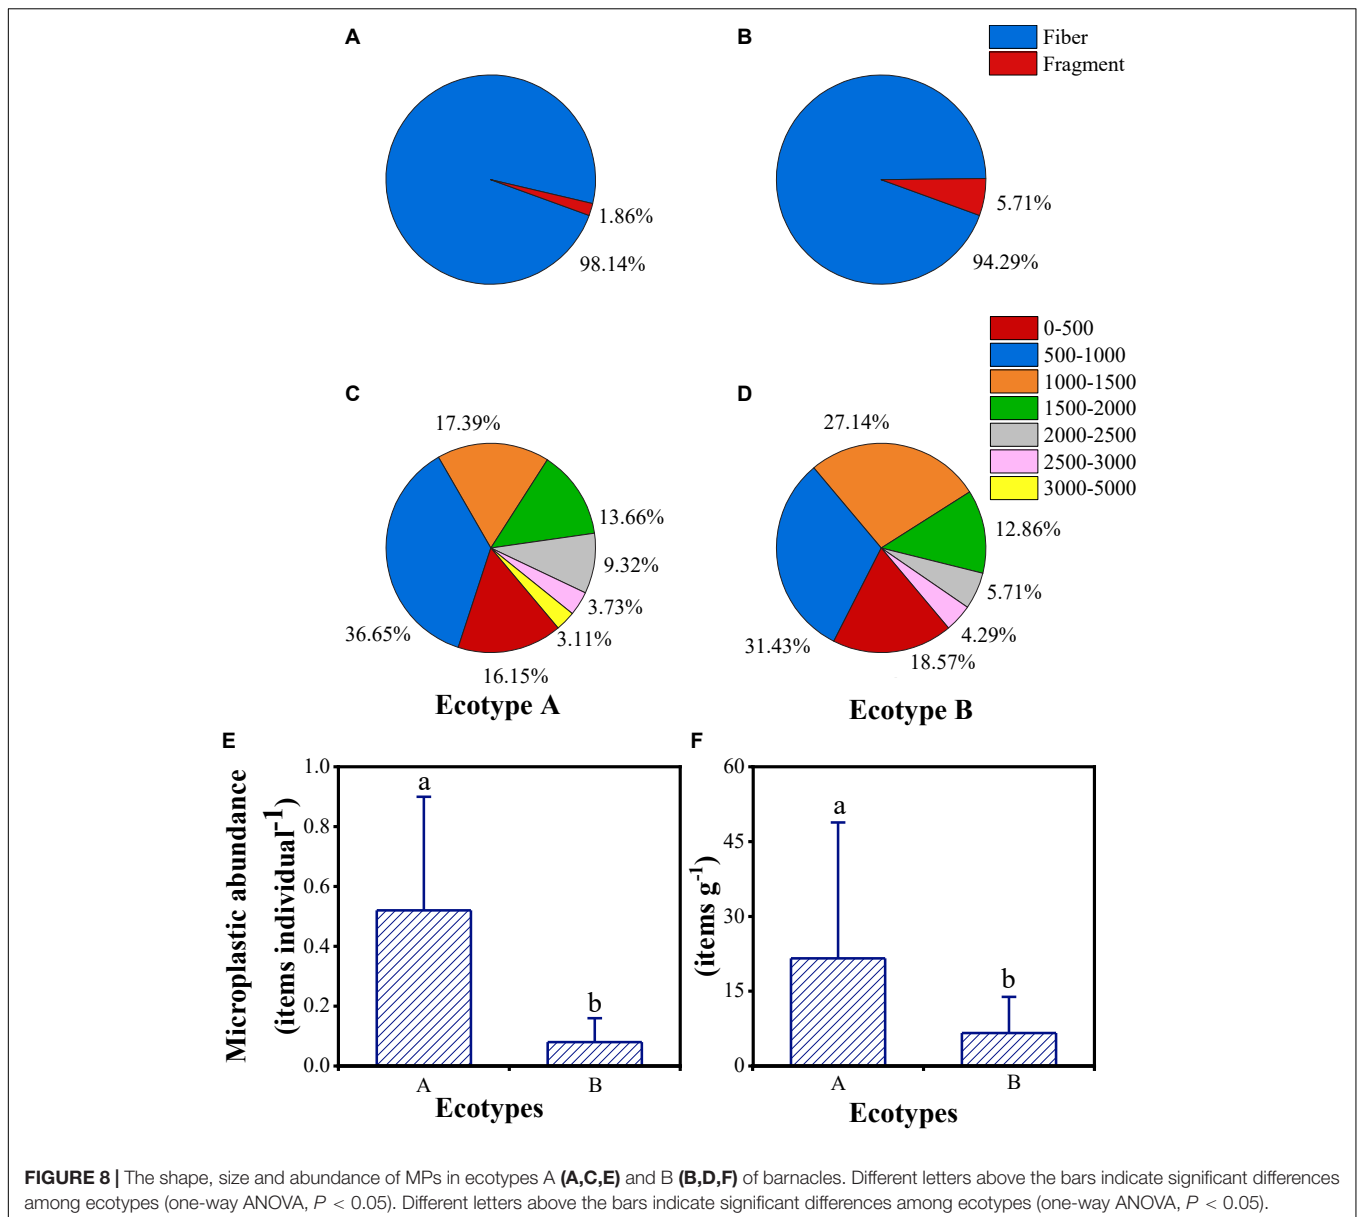 A
B
Fiber
Fragment
1.86%
98.14%
5.71%
94.29%
0-500
500-1000
1000-1500
1500-2000
2000-2500
2500-3000
3000-5000
C
17.39%
13.66%
9.32%
3.73%
3.11%
16.15%
36.65%
Ecotype A
D
27.14%
12.86%
5.71%
4.29%
18.57%
31.43%
Ecotype B
E
Microplastic abundance
(items individual⁻¹)
1.0
0.8
0.6
0.4
0.2
0.0
a
b
A
B
Ecotypes
F
(items g⁻¹)
60
45
30
15
0
a
b
A
B
Ecotypes
FIGURE 8 | The shape, size and abundance of MPs in ecotypes A (A,C,E) and B (B,D,F) of barnacles. Different letters above the bars indicate significant differences
among ecotypes (one-way ANOVA, P < 0.05). Different letters above the bars indicate significant differences among ecotypes (one-way ANOVA, P < 0.05).